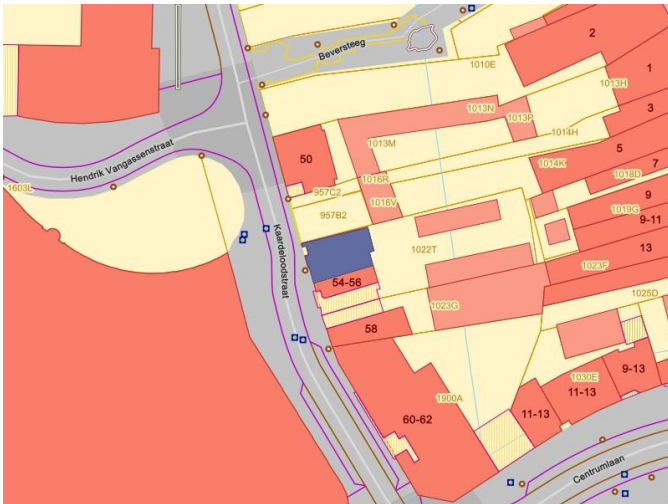 2
Beversteeg
1010E
1
1013H
1013N
1013P
3
1013M
1014H
50
5
Hendrik Vangassenstraat
1014K
7
1016R
1018D
1603L
957C2
9
1016V
1019G
957B2
9-11
1022T
13
Kaardeloodstraat
1023F
54-56
1025D
1023G
58
9-13
1030E
1900A
11-13
60-62
11-13
Centrumlaan